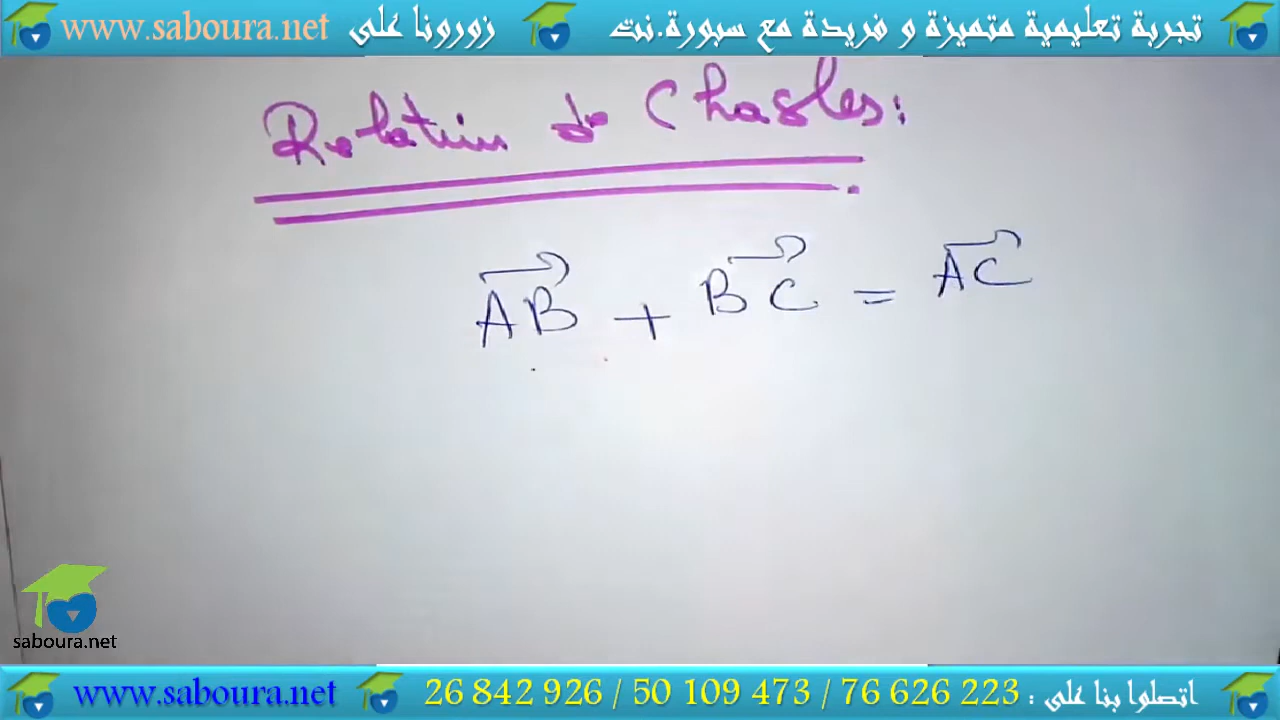 www.saboura.net زورونا على تجربة تعليمية متميزة و فريدة مع سبورة.نت
Relation de Chasles:
AB + BC = AC
saboura.net
www.saboura.net 26 842 926 / 50 109 473 / 76 626 223 : اتصلوا بنا على